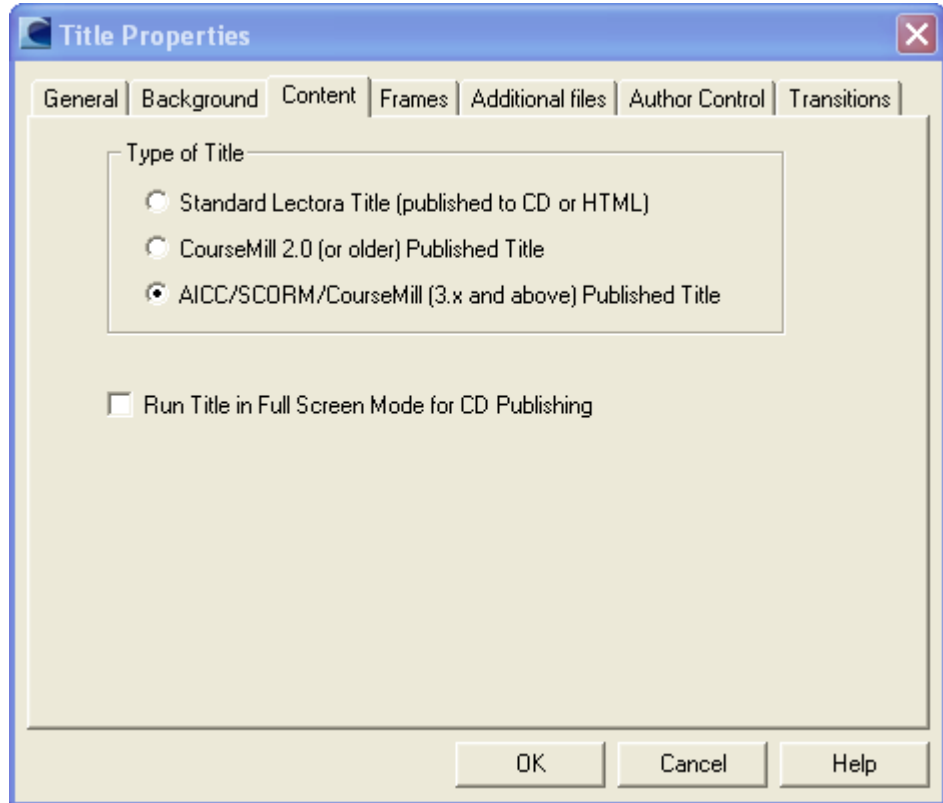 Title Properties
General Background Content Frames Additional files Author Control Transitions
Type of Title
Standard Lectora Title (published to CD or HTML)
CourseMill 2.0 (or older) Published Title
AICC/SCORM/CourseMill (3.x and above) Published Title
Run Title in Full Screen Mode for CD Publishing
OK Cancel Help